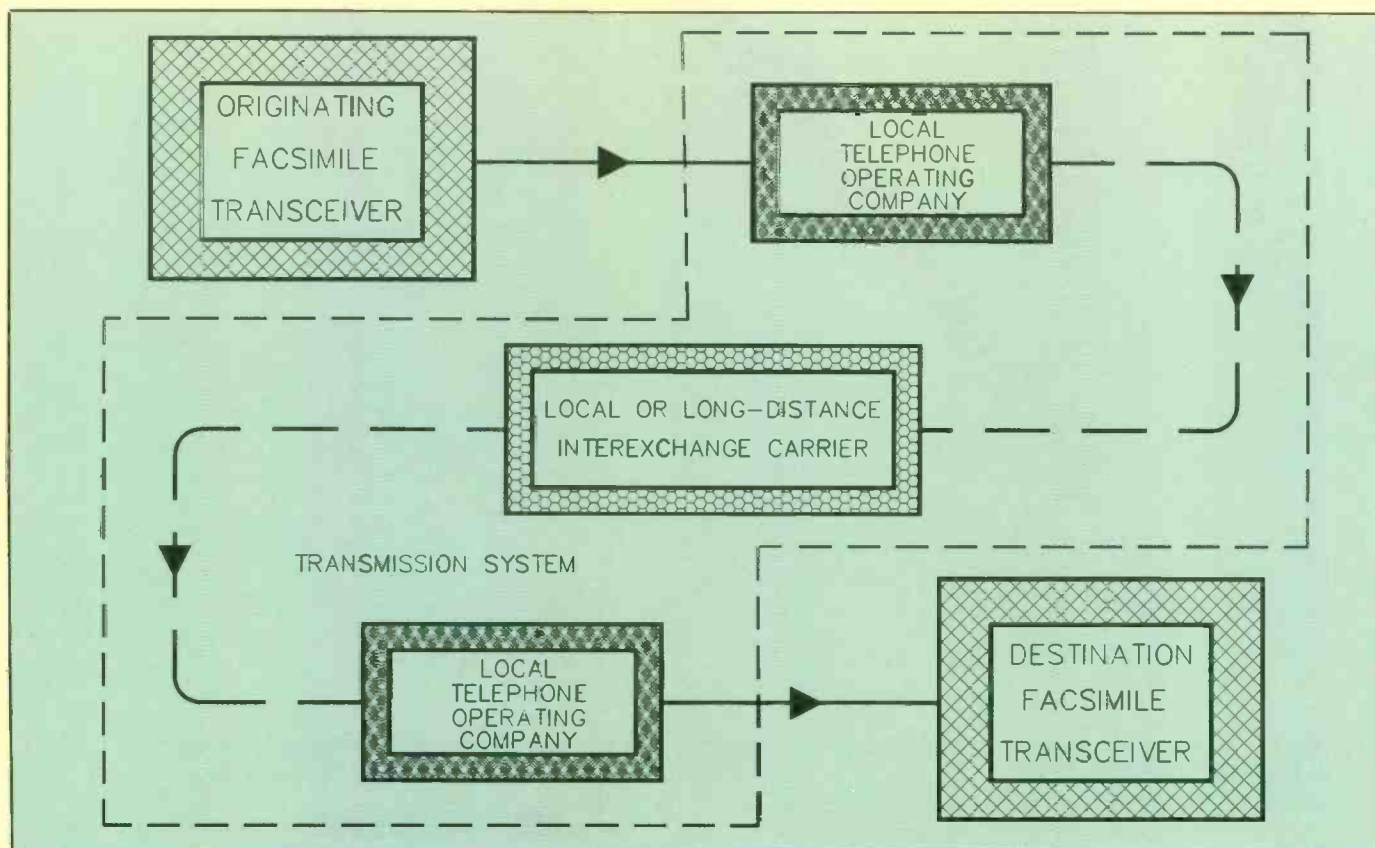 ORIGINATING
FACSIMILE
TRANSCEIVER
LOCAL
TELEPHONE
OPERATING
COMPANY
LOCAL OR LONG-DISTANCE
INTEREXCHANGE CARRIER
TRANSMISSION SYSTEM
LOCAL
TELEPHONE
OPERATING
COMPANY
DESTINATION
FACSIMILE
TRANSCEIVER